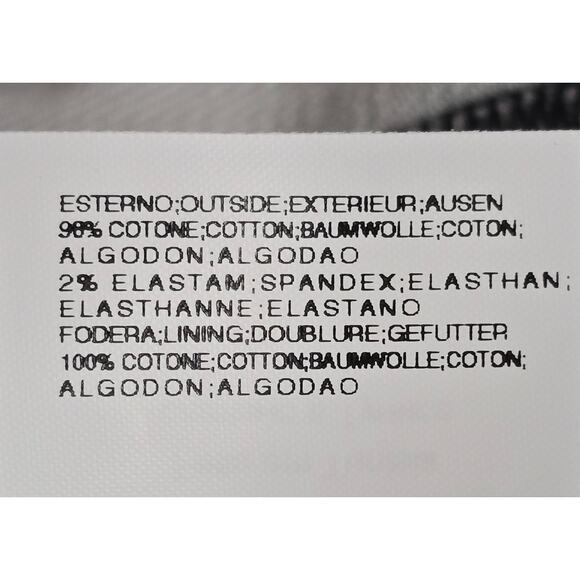 ESTERNO;OUTSIDE;EXTERIEUR;AUSEN
98% COTONE;COTTON;BAUMWOLLE;COTON;
ALGODON;ALGODAO
2% ELASTAM;SPANDEX;ELASTHAN;
ELASTHANNE;ELASTANO
FODERA;LINING;DOUBLURE;GEFUTTER
100% COTONE;COTTON;BAUMWOLLE;COTON;
ALGODON;ALGODAO